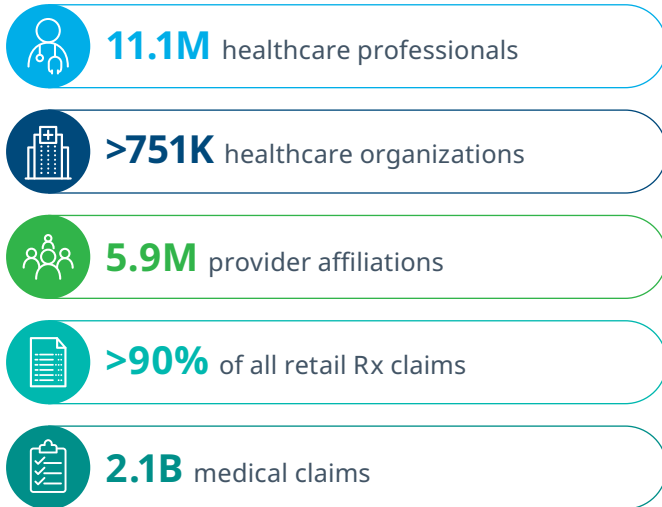 11.1M healthcare professionals
>751K healthcare organizations
5.9M provider affiliations
>90% of all retail Rx claims
2.1B medical claims